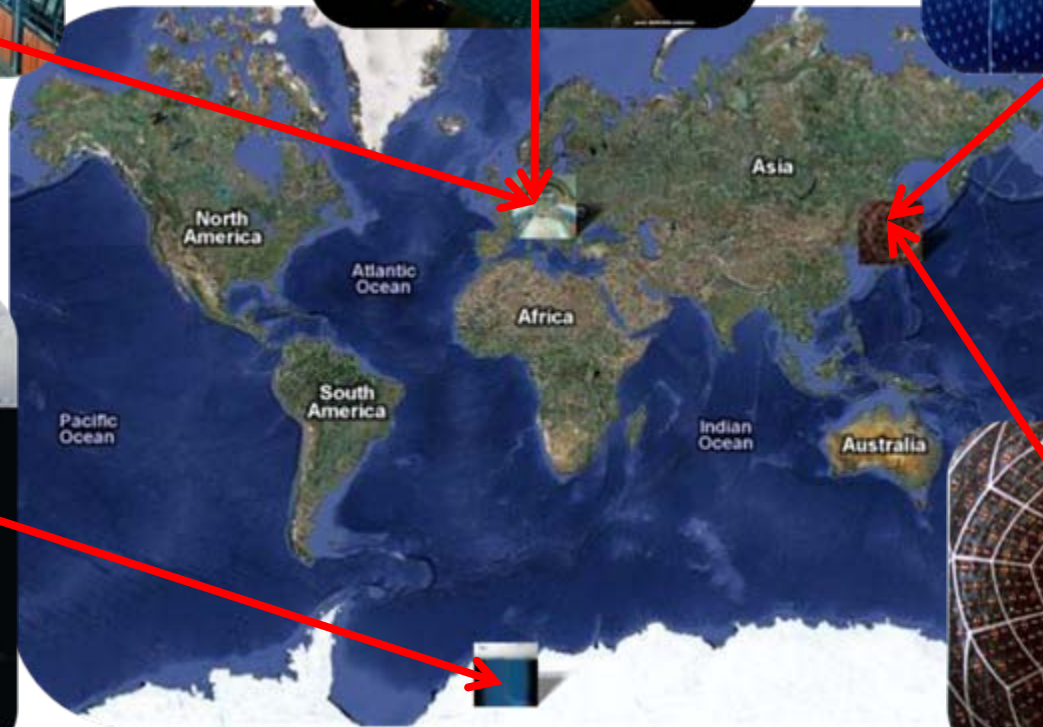 Asia
North
America
Atlantic
Ocean
Africa
South
America
Pacific
Ocean
Indian
Ocean
Australia